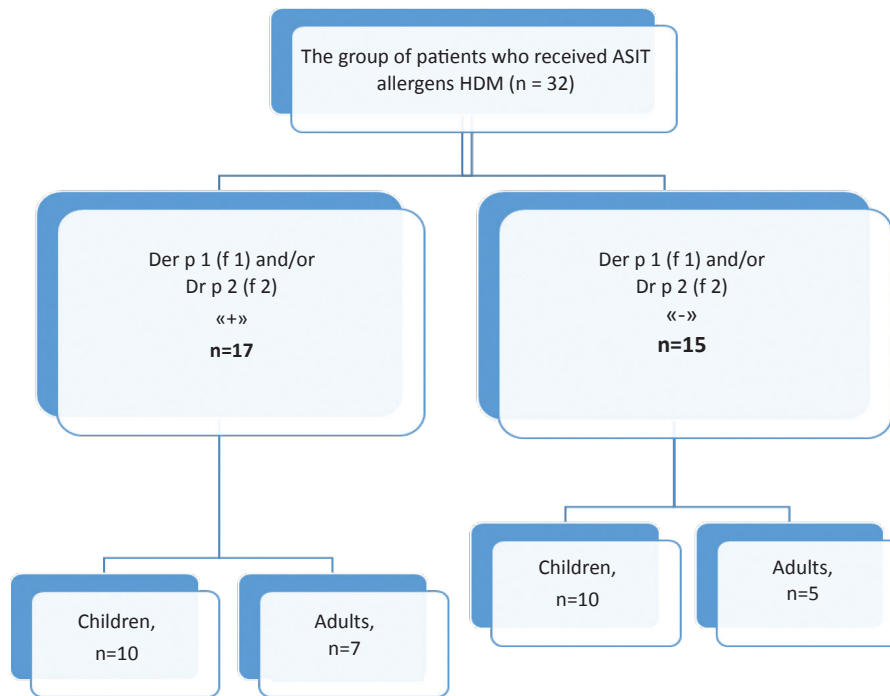 The group of patients who received ASIT
allergens HDM (n = 32)
Der p 1 (f 1) and/or
Dr p 2 (f 2)
«+»
n=17
Der p 1 (f 1) and/or
Dr p 2 (f 2)
«-»
n=15
Children,
n=10
Adults,
n=7
Children,
n=10
Adults,
n=5